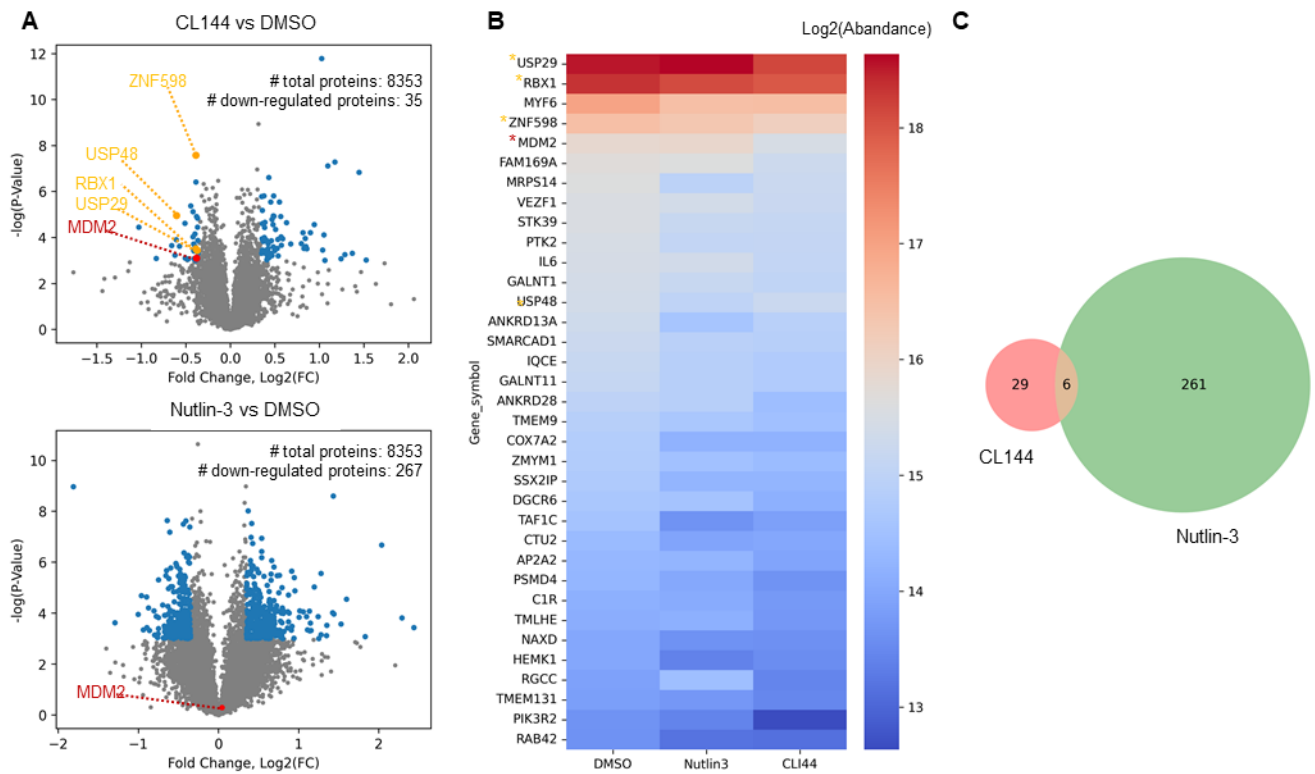 A
CL144 vs DMSO
12
10
8
6
4
2
0
-log(P-Value)
# total proteins: 8353
# down-regulated proteins: 35
ZNF598
USP48
RBX1
USP29
MDM2
−1.5
−1.0
−0.5
0.0
0.5
1.0
1.5
2.0
Fold Change, Log2(FC)
Nutlin-3 vs DMSO
10
8
6
4
2
0
-log(P-Value)
# total proteins: 8353
# down-regulated proteins: 267
MDM2
−2
−1
0
1
2
Fold Change, Log2(FC)
B
Log2(Abundance)
Gene_symbol
*USP29
*RBX1
MYF6
*ZNF598
*MDM2
FAM169A
MRPS14
VEZF1
STK39
PTK2
IL6
GALNT1
*USP48
ANKRD13A
SMARCAD1
IQCE
GALNT11
ANKRD28
TMEM9
COX7A2
ZMYM1
SSX2IP
DGCR6
TAF1C
CTU2
AP2A2
PSMD4
C1R
TMLHE
NAXD
HEMK1
RGCC
TMEM131
PIK3R2
RAB42
DMSO
Nutlin3
CLI44
18
17
16
15
14
13
C
29
6
261
CL144
Nutlin-3